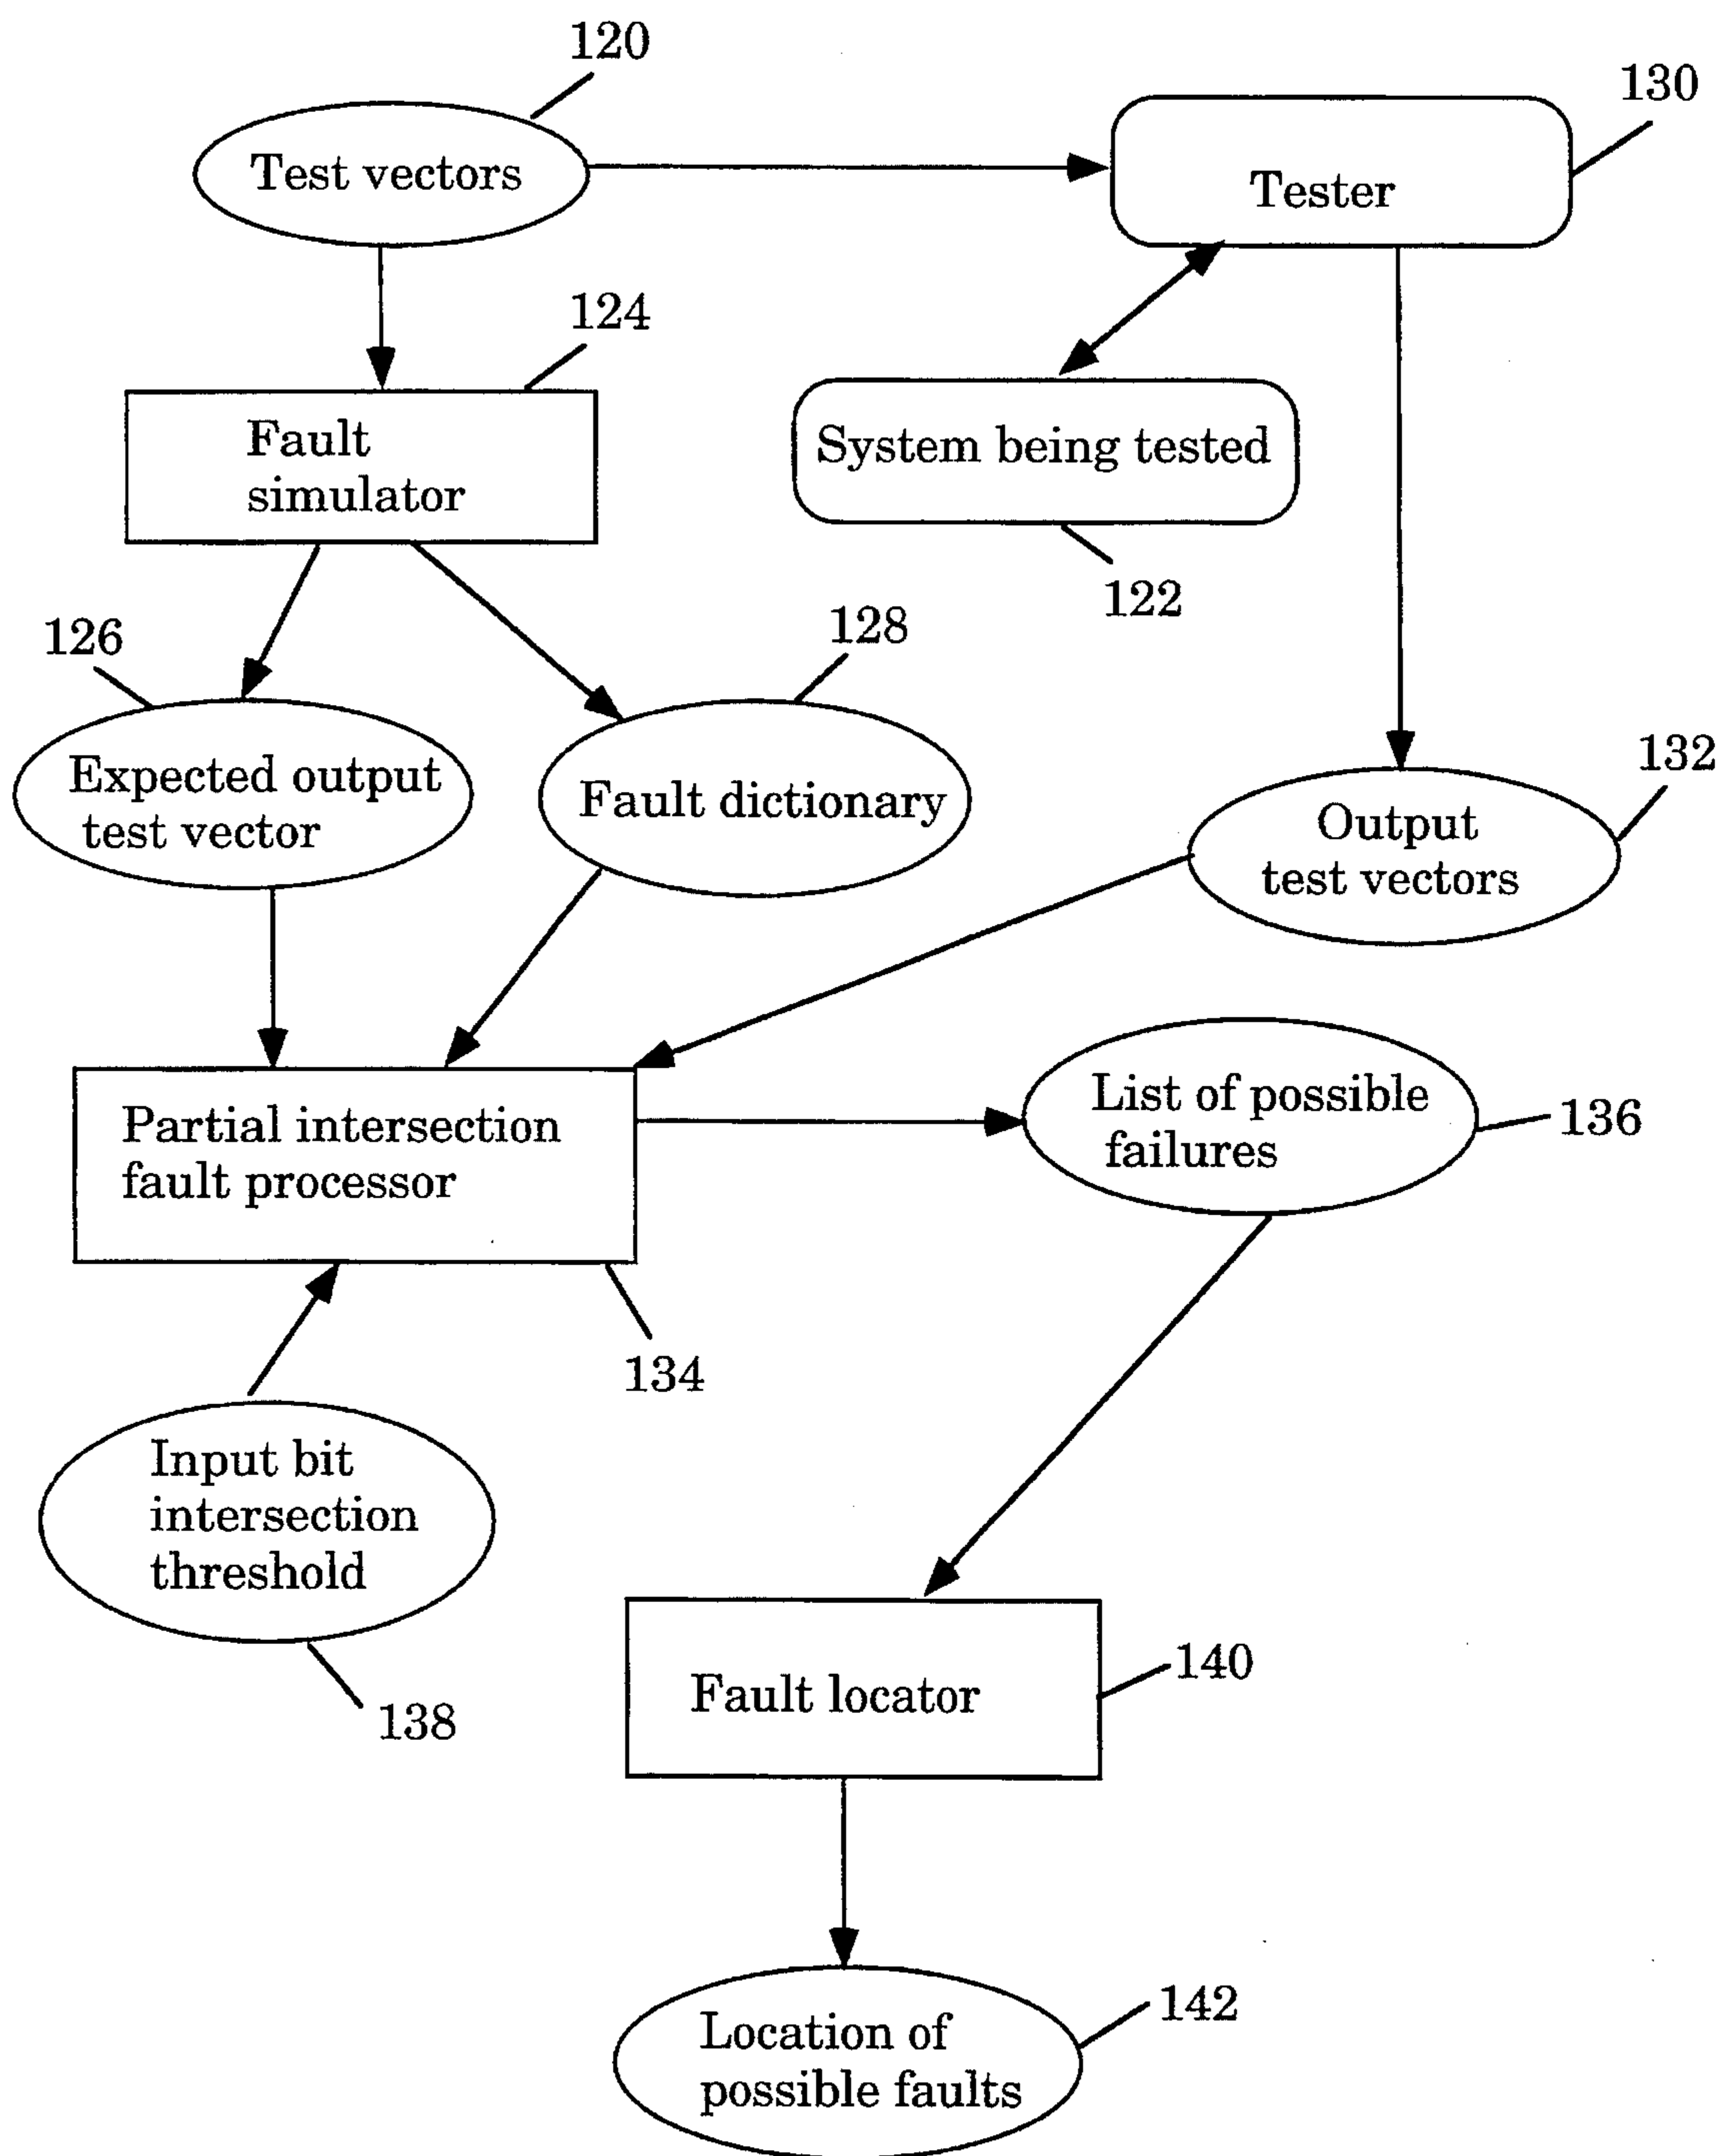 120
130
Test vectors
Tester
124
Fault
simulator
System being tested
122
126
128
132
Expected output
test vector
Fault dictionary
Output
test vectors
Partial intersection
fault processor
List of possible
failures
136
134
Input bit
intersection
threshold
138
Fault locator
140
142
Location of
possible faults